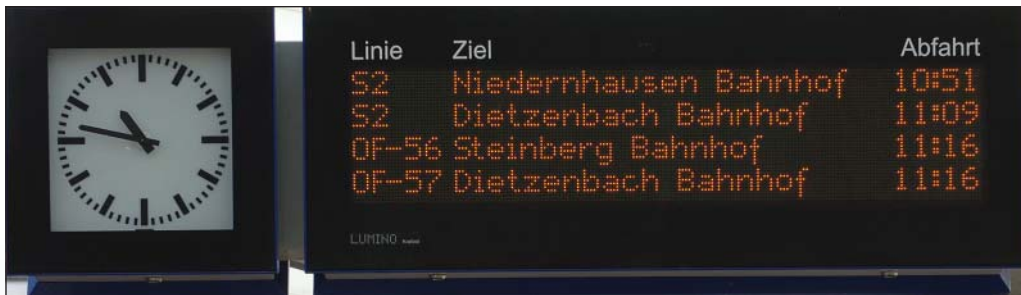 Linie Ziel Abfahrt
S2 Niedernhausen Bahnhof 10:51
S2 Dietzenbach Bahnhof 11:09
OF-56 Steinberg Bahnhof 11:16
OF-57 Dietzenbach Bahnhof 11:16
LUMINO